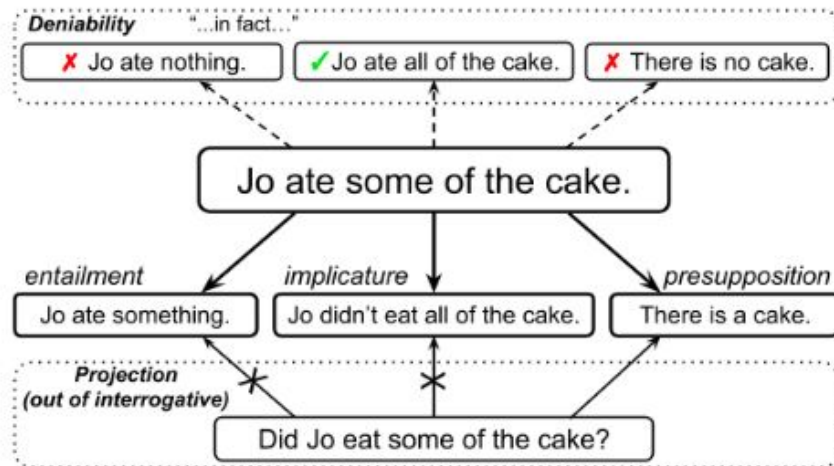 Deniability "...in fact..."
✗ Jo ate nothing. ✓Jo ate all of the cake. ✗ There is no cake.
Jo ate some of the cake.
entailment implicature presupposition
Jo ate something. Jo didn't eat all of the cake. There is a cake.
Projection
(out of interrogative)
Did Jo eat some of the cake?